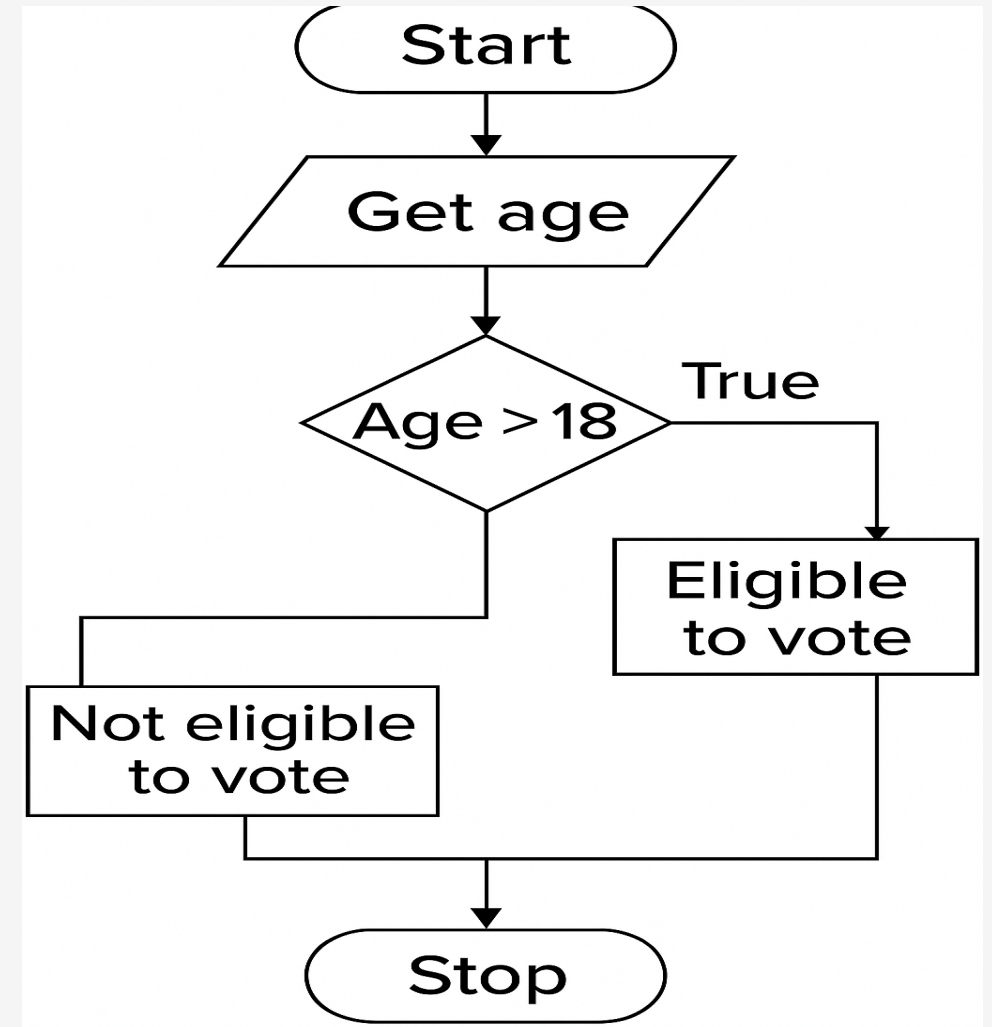 Start
Get age
Age > 18
True
Eligible
to vote
Not eligible
to vote
Stop